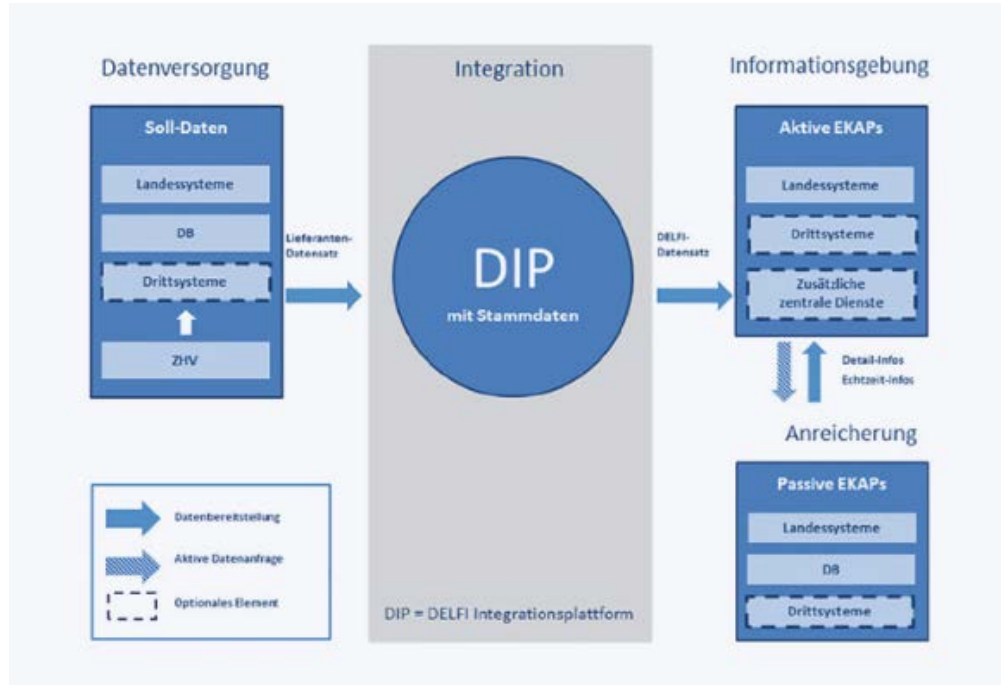 Datenversorgung
Soll-Daten
Landessysteme
DB
Drittsysteme
ZHV
Lieferanten-
Datensatz
Integration
DIP
mit Stammdaten
DIP = DELFI Integrationsplattform
DELFI-
Datensatz
Informationsgebung
Aktive EKAPs
Landessysteme
Drittsysteme
Zusätzliche
zentrale Dienste
Detail-Infos
Echtzeit-Infos
Anreicherung
Passive EKAPs
Landessysteme
DB
Drittsysteme
Datenbereitstellung
Aktive Datenanfrage
Optionales Element